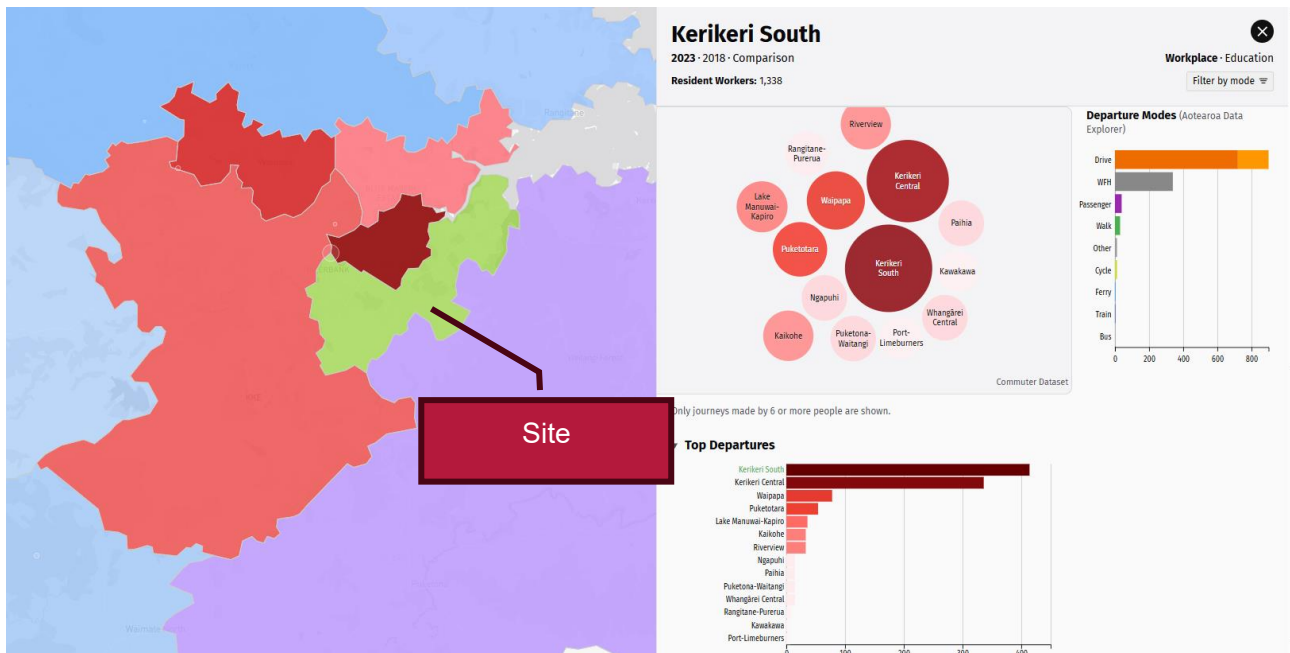 Kerikeri South
2023 · 2018 · Comparison
Workplace · Education
Resident Workers: 1,338
Filter by mode
Riverview
Rangitane-
Purerua
Kerikeri
Central
Lake
Manuwai-
Kapiro
Waipapa
Paihia
Puketotara
Kerikeri
South
Kawakawa
Ngapuhi
Whangārei
Central
Kaikohe
Puketona-
Waitangi
Port-
Limeburners
Commuter Dataset
Departure Modes (Aotearoa Data
Explorer)
Drive
WFH
Passenger
Walk
Other
Cycle
Ferry
Train
Bus
0 200 400 600 800
Only journeys made by 6 or more people are shown.
Site
Top Departures
Kerikeri South
Kerikeri Central
Waipapa
Puketotara
Lake Manuwai-Kapiro
Kaikohe
Riverview
Ngapuhi
Paihia
Puketona-Waitangi
Whangārei Central
Rangitane-Purerua
Kawakawa
Port-Limeburners
0 100 200 300 400